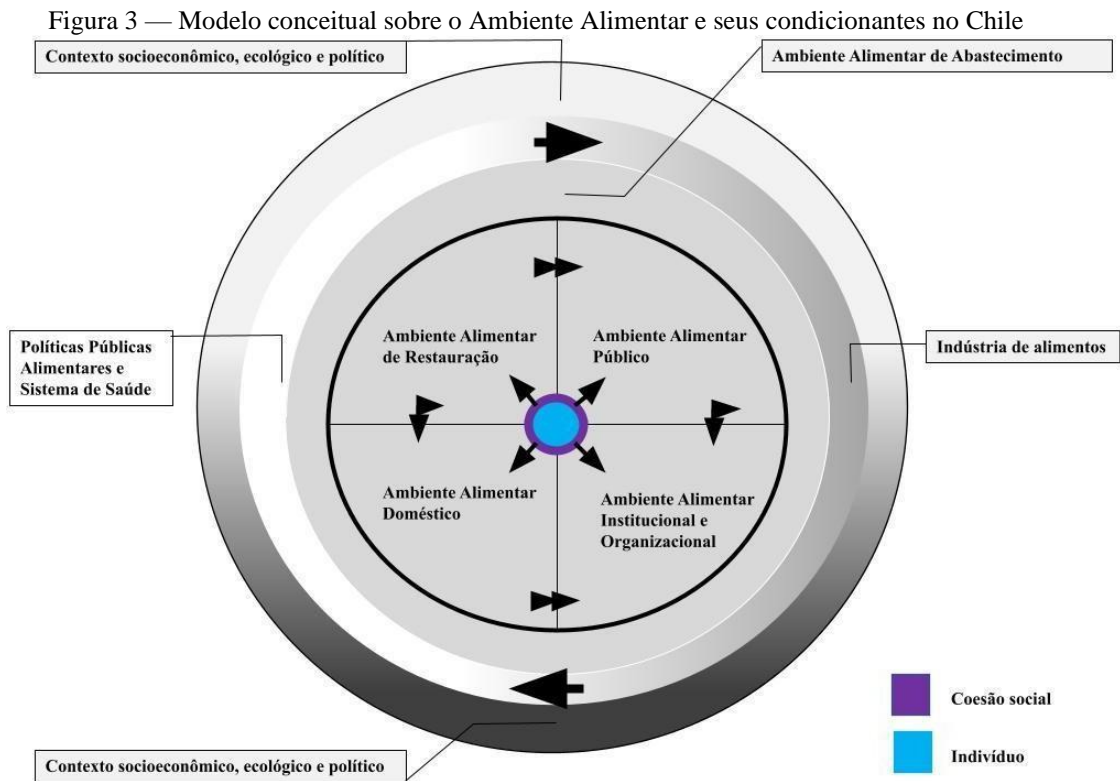 Figura 3 — Modelo conceitual sobre o Ambiente Alimentar e seus condicionantes no Chile
Contexto socioeconômico, ecológico e político
Ambiente Alimentar de Abastecimento
Políticas Públicas
Alimentares e
Sistema de Saúde
Ambiente Alimentar
de Restauração
Ambiente Alimentar
Público
Indústria de alimentos
Ambiente Alimentar
Doméstico
Ambiente Alimentar
Institucional e
Organizacional
Coesão social
Indivíduo
Contexto socioeconômico, ecológico e político